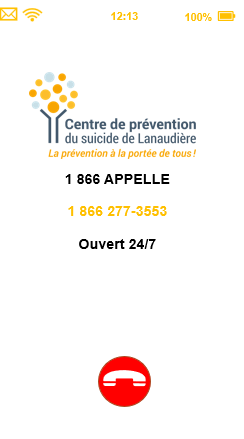 12:13
100%
Centre de prévention
du suicide de Lanaudière
La prévention à la portée de tous!
1 866 APPELLE
1 866 277-3553
Ouvert 24/7